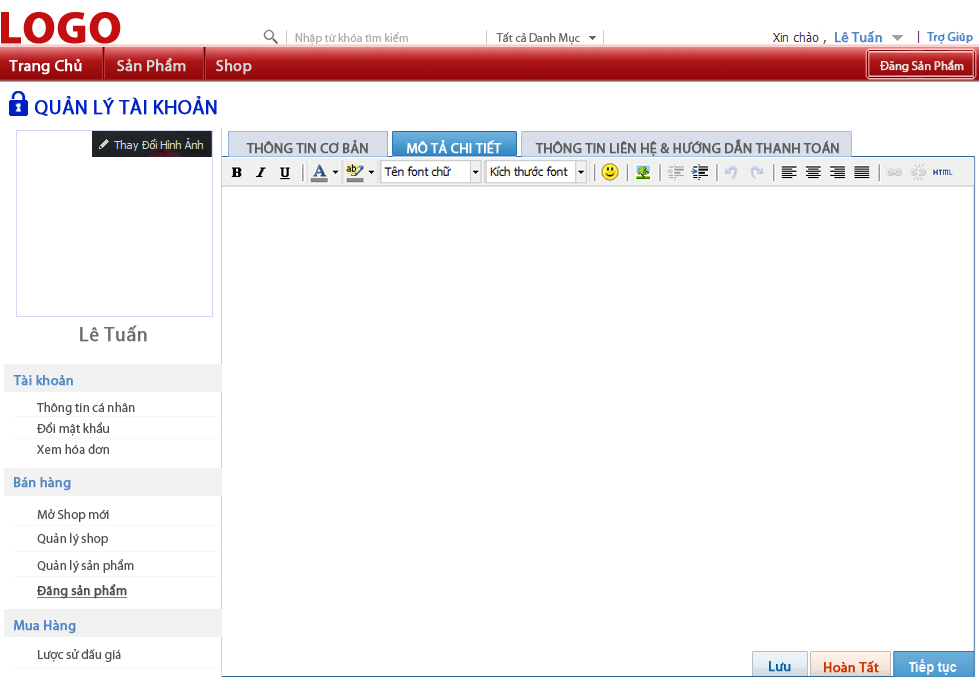 LOGO
Nhập từ khóa tìm kiếm Tất cả Danh Mục Xin chào , Lê Tuấn Trợ Giúp
Trang Chủ Sản Phẩm Shop Đăng Sản Phẩm
QUẢN LÝ TÀI KHOẢN
Thay Đổi Hình Ảnh
THÔNG TIN CƠ BẢN MÔ TẢ CHI TIẾT THÔNG TIN LIÊN HỆ & HƯỚNG DẪN THANH TOÁN
B I U A ab Tên font chữ Kích thước font HTML
Lê Tuấn
Tài khoản
Thông tin cá nhân
Đổi mật khẩu
Xem hóa đơn
Bán hàng
Mở Shop mới
Quản lý shop
Quản lý sản phẩm
Đăng sản phẩm
Mua Hàng
Lược sử đấu giá
Lưu Hoàn Tất Tiếp tục